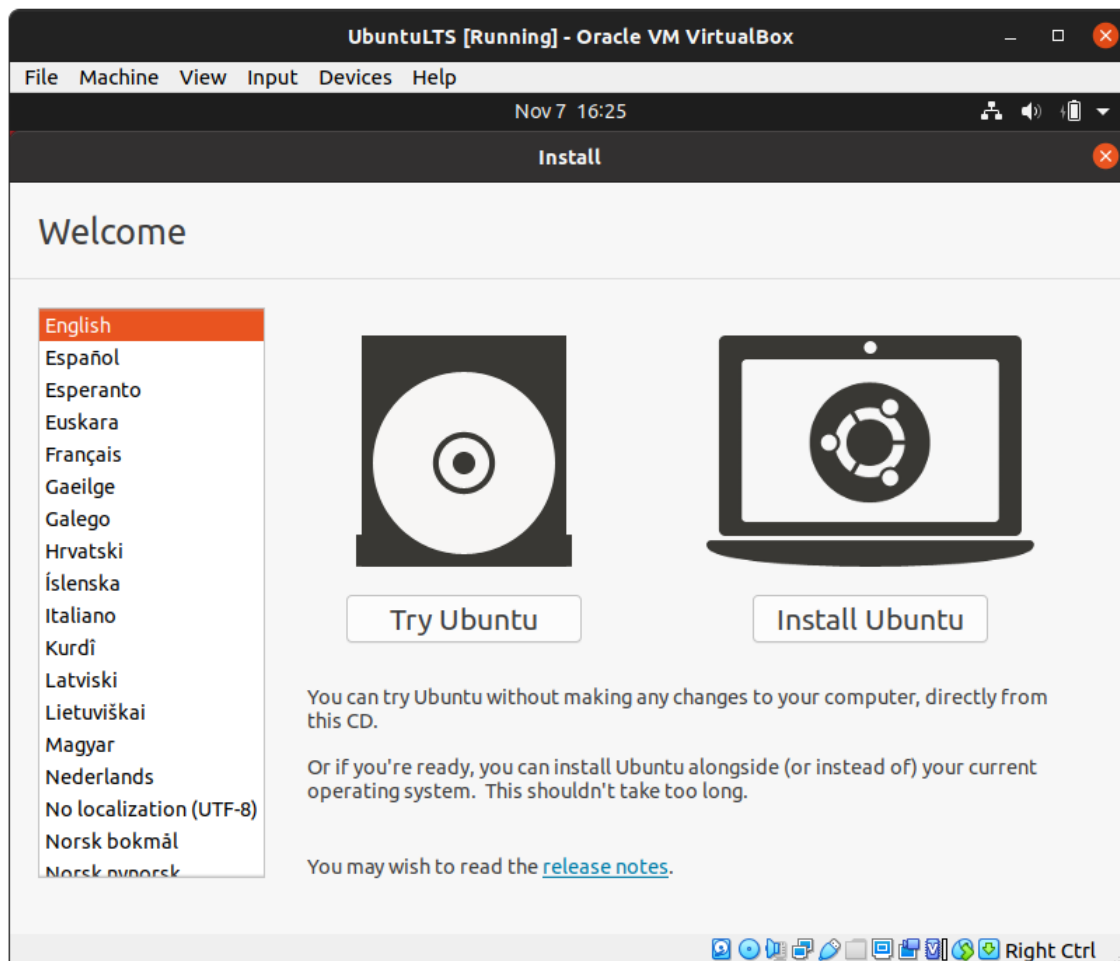 UbuntuLTS [Running] - Oracle VM VirtualBox
File Machine View Input Devices Help
Nov 7 16:25
Install
Welcome
English
Español
Esperanto
Euskara
Français
Gaeilge
Galego
Hrvatski
Íslenska
Italiano
Kurdî
Latviski
Lietuviškai
Magyar
Nederlands
No localization (UTF-8)
Norsk bokmål
Norsk nynorsk
Try Ubuntu
Install Ubuntu
You can try Ubuntu without making any changes to your computer, directly from
this CD.
Or if you're ready, you can install Ubuntu alongside (or instead of) your current
operating system. This shouldn't take too long.
You may wish to read the release notes.
Right Ctrl